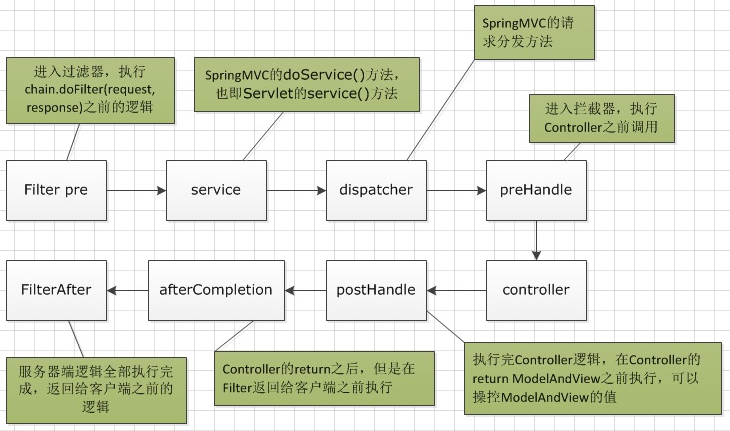 SpringMVC的请
求分发方法
进入过滤器，执行
chain.doFilter(request,
response)之前的逻辑
SpringMVC的doService()方法，
也即Servlet的service()方法
进入拦截器，执行
Controller之前调用
Filter pre
service
dispatcher
preHandle
FilterAfter
afterCompletion
postHandle
controller
服务器端逻辑全部执行完
成，返回给客户端之前的
逻辑
Controller的return之后，但是在
Filter返回给客户端之前执行
执行完Controller逻辑，在Controller的
return ModelAndView之前执行，可以
操控ModelAndView的值